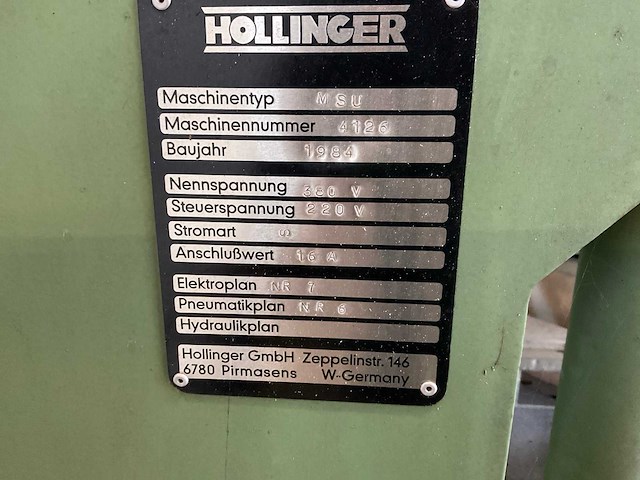 HOLLINGER
Maschinentyp MSU
Maschinennummer 4126
Baujahr 1984
Nennspannung 380 V
Steuerspannung 220 V
Stromart ∽
Anschlußwert 16 A
Elektroplan NR 7
Pneumatikplan NR 6
Hydraulikplan
Hollinger GmbH Zeppelinstr. 146
6780 Pirmasens W-Germany